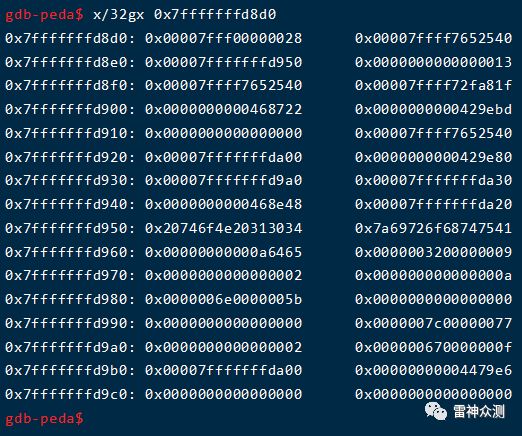 gdb-peda$ x/32gx 0x7fffffffd8d0
0x7fffffffd8d0: 0x00007fff00000028 0x00007ffff7652540
0x7fffffffd8e0: 0x00007fffffffd950 0x0000000000000013
0x7fffffffd8f0: 0x00007ffff7652540 0x00007ffff72fa81f
0x7fffffffd900: 0x0000000000468722 0x0000000000429ebd
0x7fffffffd910: 0x0000000000000000 0x00007ffff7652540
0x7fffffffd920: 0x00007fffffffda00 0x0000000000429e80
0x7fffffffd930: 0x00007fffffffd9a0 0x00007fffffffda30
0x7fffffffd940: 0x0000000000468e48 0x00007fffffffda20
0x7fffffffd950: 0x20746f4e20313034 0x7a69726f68747541
0x7fffffffd960: 0x00000000000a6465 0x0000003200000009
0x7fffffffd970: 0x0000000000000002 0x000000000000000a
0x7fffffffd980: 0x0000006e0000005b 0x0000000000000000
0x7fffffffd990: 0x0000000000000000 0x0000007c00000077
0x7fffffffd9a0: 0x0000000000000002 0x000000670000000f
0x7fffffffd9b0: 0x00007fffffffda00 0x00000000004479e6
0x7fffffffd9c0: 0x0000000000000000 0x0000000000000000
gdb-peda$
雷神众测